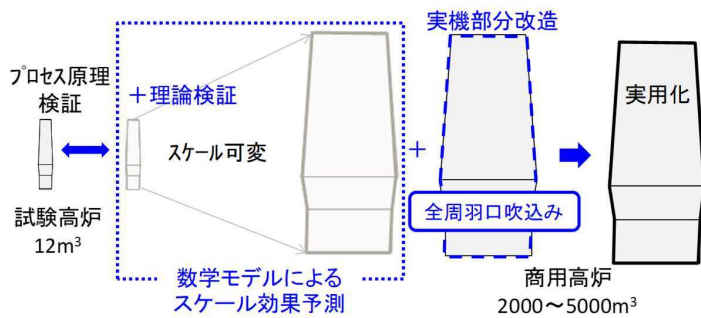 プロセス原理
検証
試験高炉
12m³
＋理論検証
スケール可変
数学モデルによる
スケール効果予測
＋
実機部分改造
全周羽口吹込み
実用化
商用高炉
2000～5000m³